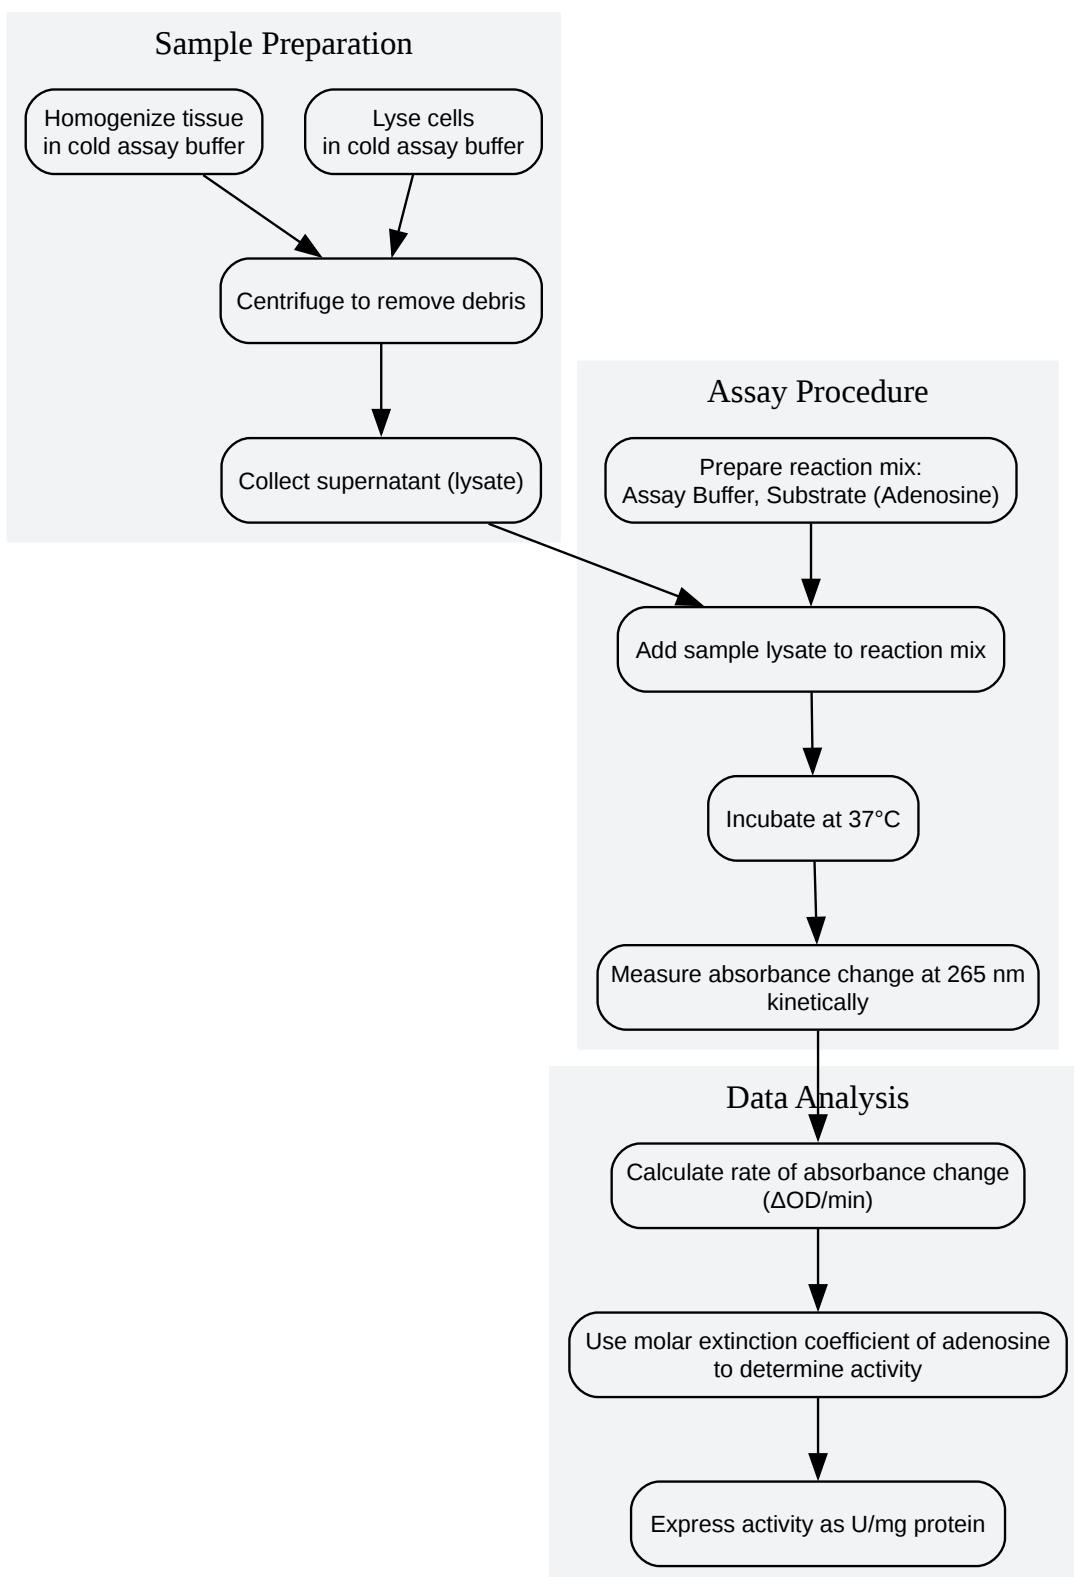 Sample Preparation
Homogenize tissue
in cold assay buffer
Lyse cells
in cold assay buffer
Centrifuge to remove debris
Collect supernatant (lysate)
Assay Procedure
Prepare reaction mix:
Assay Buffer, Substrate (Adenosine)
Add sample lysate to reaction mix
Incubate at 37°C
Measure absorbance change at 265 nm
kinetically
Data Analysis
Calculate rate of absorbance change
(ΔOD/min)
Use molar extinction coefficient of adenosine
to determine activity
Express activity as U/mg protein